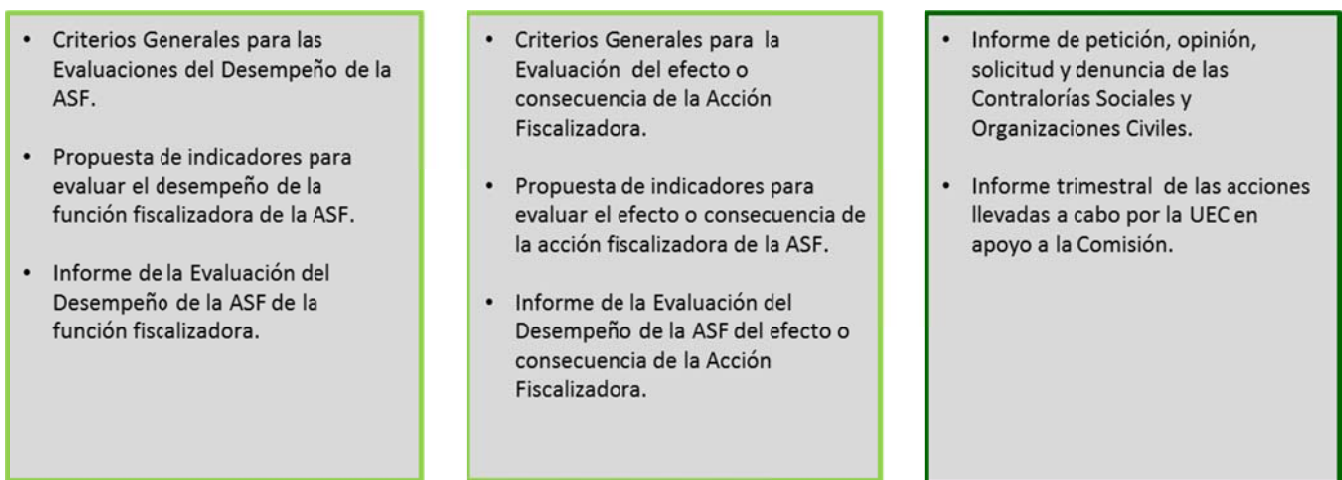 • Criterios Generales para las
Evaluaciones del Desempeño de la
ASF.
• Propuesta de indicadores para
evaluar el desempeño de la
función fiscalizadora de la ASF.
• Informe de la Evaluación del
Desempeño de la ASF de la
función fiscalizadora.
• Criterios Generales para la
Evaluación del efecto o
consecuencia de la Acción
Fiscalizadora.
• Propuesta de indicadores para
evaluar el efecto o consecuencia de
la acción fiscalizadora de la ASF.
• Informe de la Evaluación del
Desempeño de la ASF del efecto o
consecuencia de la Acción
Fiscalizadora.
• Informe de petición, opinión,
solicitud y denuncia de las
Contralorías Sociales y
Organizaciones Civiles.
• Informe trimestral de las acciones
llevadas a cabo por la UEC en
apoyo a la Comisión.